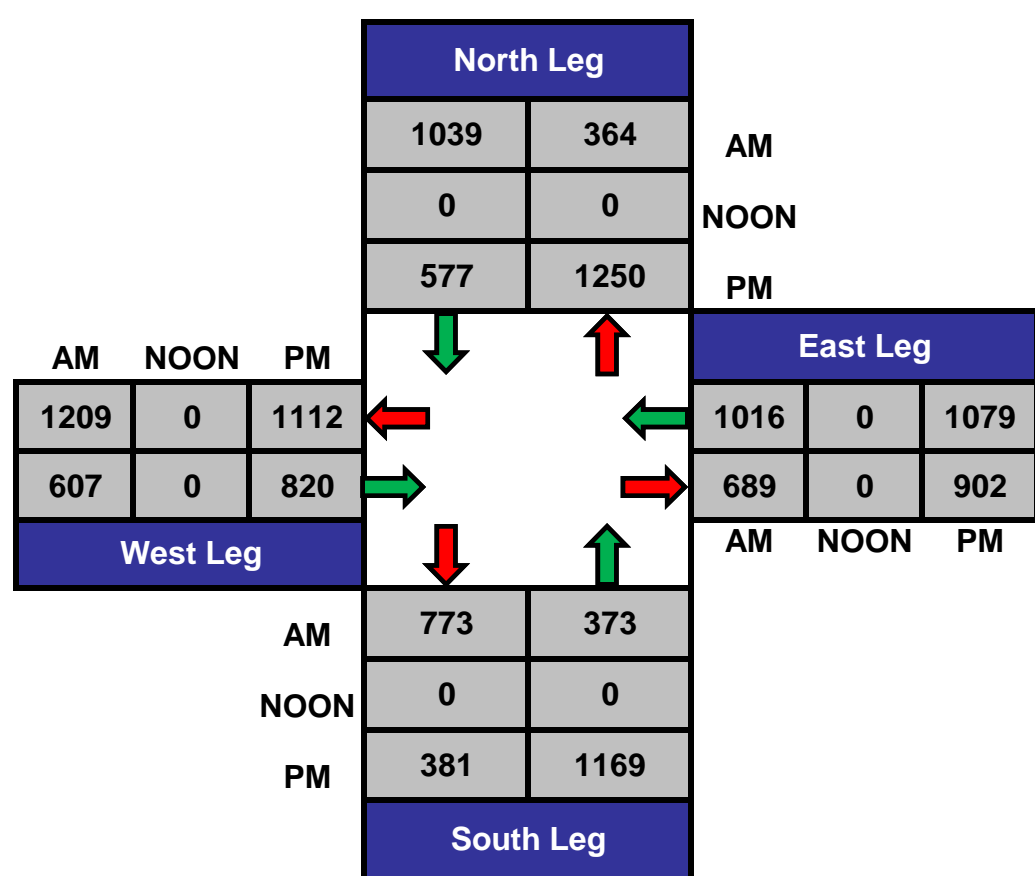 North Leg
1039 364 AM
0 0 NOON
577 1250 PM
AM NOON PM
1209 0 1112
607 0 820
West Leg
East Leg
1016 0 1079
689 0 902
AM NOON PM
AM 773 373
NOON 0 0
PM 381 1169
South Leg